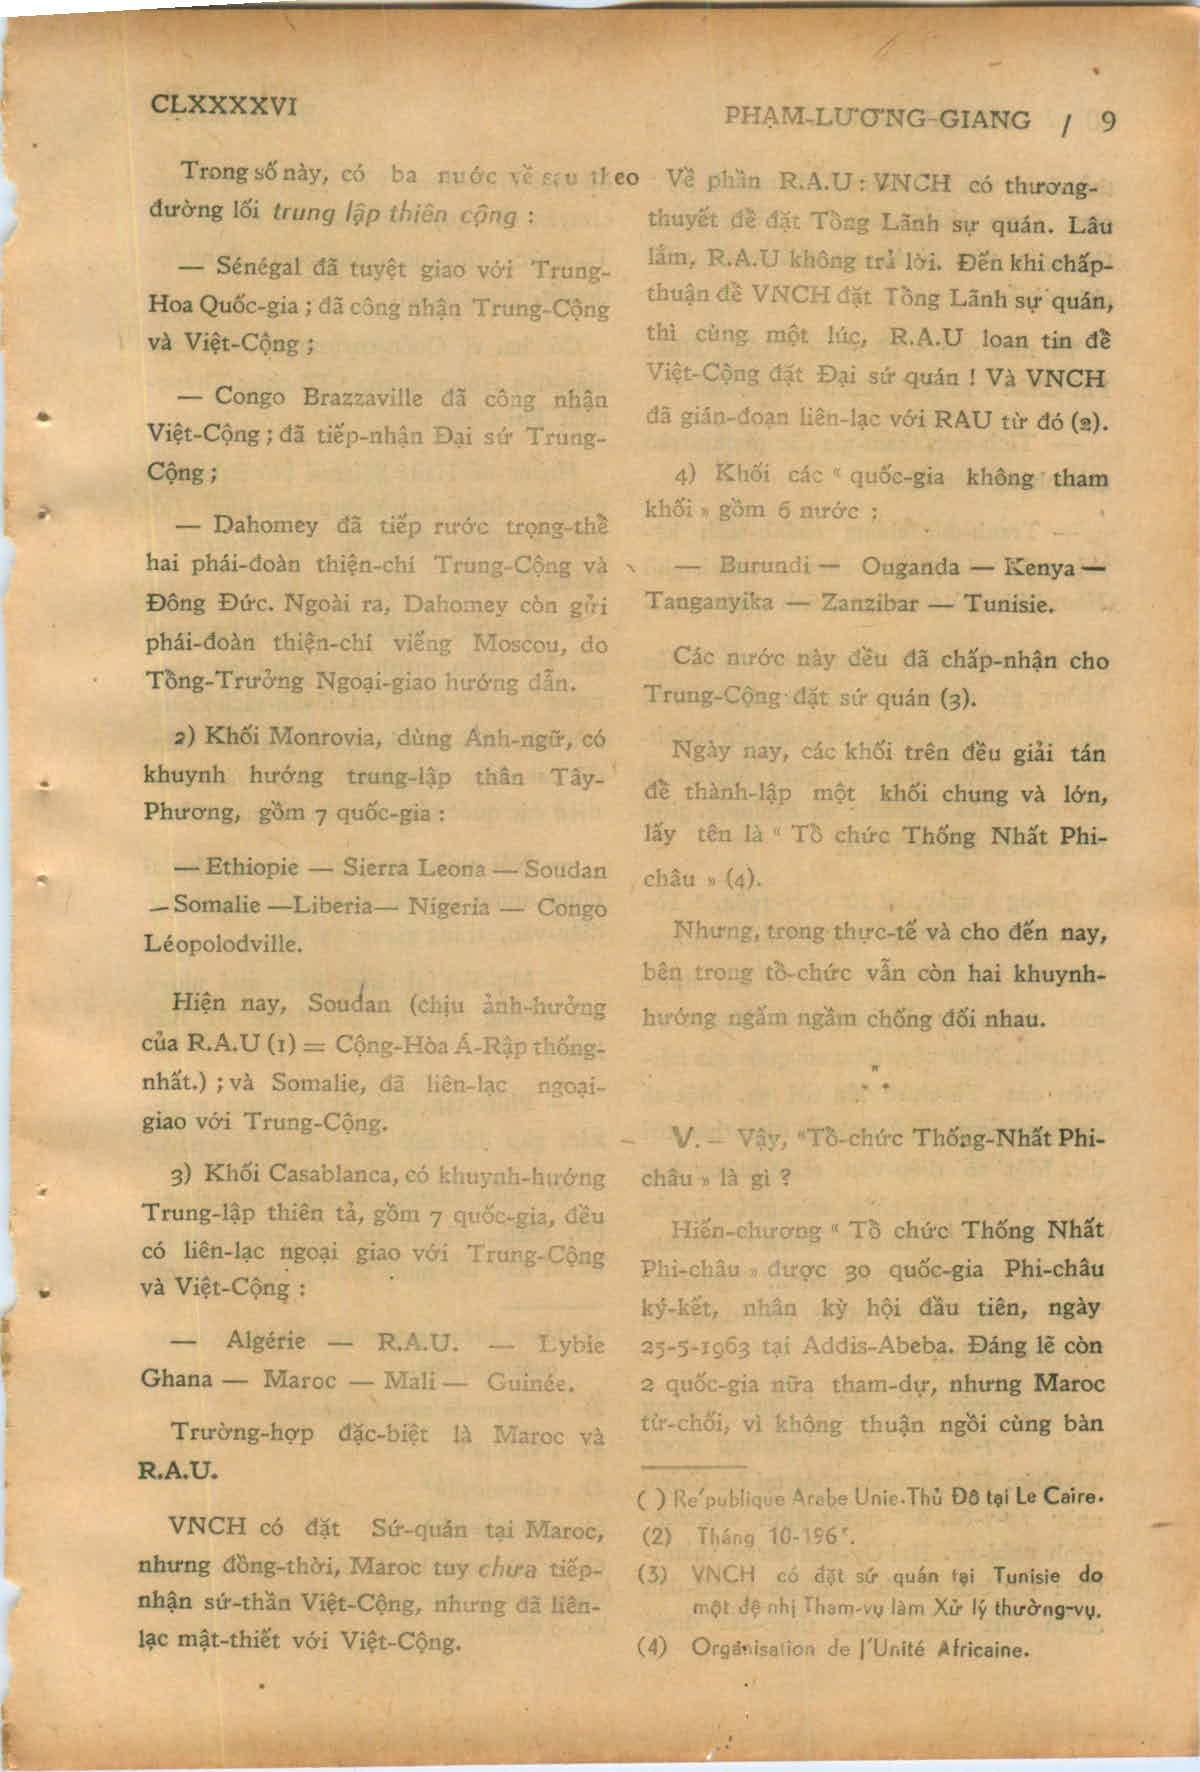 CLXXXXVI
PHẠM-LƯƠNG-GIANG / 9
Trong số này, có ba nước về sau theo
đường lối trung lập thiên cộng :
— Sénégal đã tuyệt giao với Trung-
Hoa Quốc-gia ; đã công nhận Trung-Cộng
và Việt-Cộng ;
— Congo Brazzaville đã công nhận
Việt-Cộng ; đã tiếp-nhận Đại sứ Trung-
Cộng ;
— Dahomey đã tiếp rước trọng-thể
hai phái-đoàn thiện-chí Trung-Cộng và
Đông Đức. Ngoài ra, Dahomey còn gửi
phái-đoàn thiện-chí viếng Moscou, do
Tổng-Trưởng Ngoại-giao hướng dẫn.
2) Khối Monrovia, dùng Anh-ngữ, có
khuynh hướng trung-lập thân Tây-
Phương, gồm 7 quốc-gia :
— Ethiopie — Sierra Leona — Soudan
— Somalie — Liberia — Nigeria — Congo
Léopolodville.
Hiện nay, Soudan (chịu ảnh-hưởng
của R.A.U (1) = Cộng-Hòa Á-Rập thống-
nhất.) ; và Somalie, đã liên-lạc ngoại-
giao với Trung-Cộng.
3) Khối Casablanca, có khuynh-hướng
Trung-lập thiên tả, gồm 7 quốc-gia, đều
có liên-lạc ngoại giao với Trung-Cộng
và Việt-Cộng :
— Algérie — R.A.U. — Lybie
Ghana — Maroc — Mali — Guinée.
Trường-hợp đặc-biệt là Maroc và
R.A.U.
VNCH có đặt Sứ-quán tại Maroc,
nhưng đồng-thời, Maroc tuy chưa tiếp-
nhận sứ-thần Việt-Cộng, nhưng đã liên-
lạc mật-thiết với Việt-Cộng.
Về phần R.A.U : VNCH có thương-
thuyết để đặt Tổng Lãnh sự quán. Lâu
lắm, R.A.U không trả lời. Đến khi chấp-
thuận để VNCH đặt Tổng Lãnh sự quán,
thì cùng một lúc, R.A.U loan tin để
Việt-Cộng đặt Đại sứ quán ! Và VNCH
đã gián-đoạn liên-lạc với RAU từ đó (2).
4) Khối các « quốc-gia không tham
khối » gồm 6 nước :
— Burundi — Ouganda — Kenya —
Tanganyika — Zanzibar — Tunisie.
Các nước này đều đã chấp-nhận cho
Trung-Cộng đặt sứ quán (3).
Ngày nay, các khối trên đều giải tán
để thành-lập một khối chung và lớn,
lấy tên là « Tổ chức Thống Nhất Phi-
châu » (4).
Nhưng, trong thực-tế và cho đến nay,
bên trong tổ-chức vẫn còn hai khuynh-
hướng ngấm ngầm chống đối nhau.
V. — Vậy, "Tổ-chức Thống-Nhất Phi-
châu » là gì ?
Hiến-chương « Tổ chức Thống Nhất
Phi-châu » được 30 quốc-gia Phi-châu
ký-kết, nhân kỳ hội đầu tiên, ngày
25-5-1963 tại Addis-Abeba. Đáng lẽ còn
2 quốc-gia nữa tham-dự, nhưng Maroc
từ-chối, vì không thuận ngồi cùng bàn
( ) Re'publique Arabe Unie. Thủ Đô tại Le Caire.
(2) Tháng 10-196
(3) VNCH có đặt sứ quán tại Tunisie do
một đệ nhị Tham-vụ làm Xử lý thường-vụ.
(4) Organisation de l'Unité Africaine.